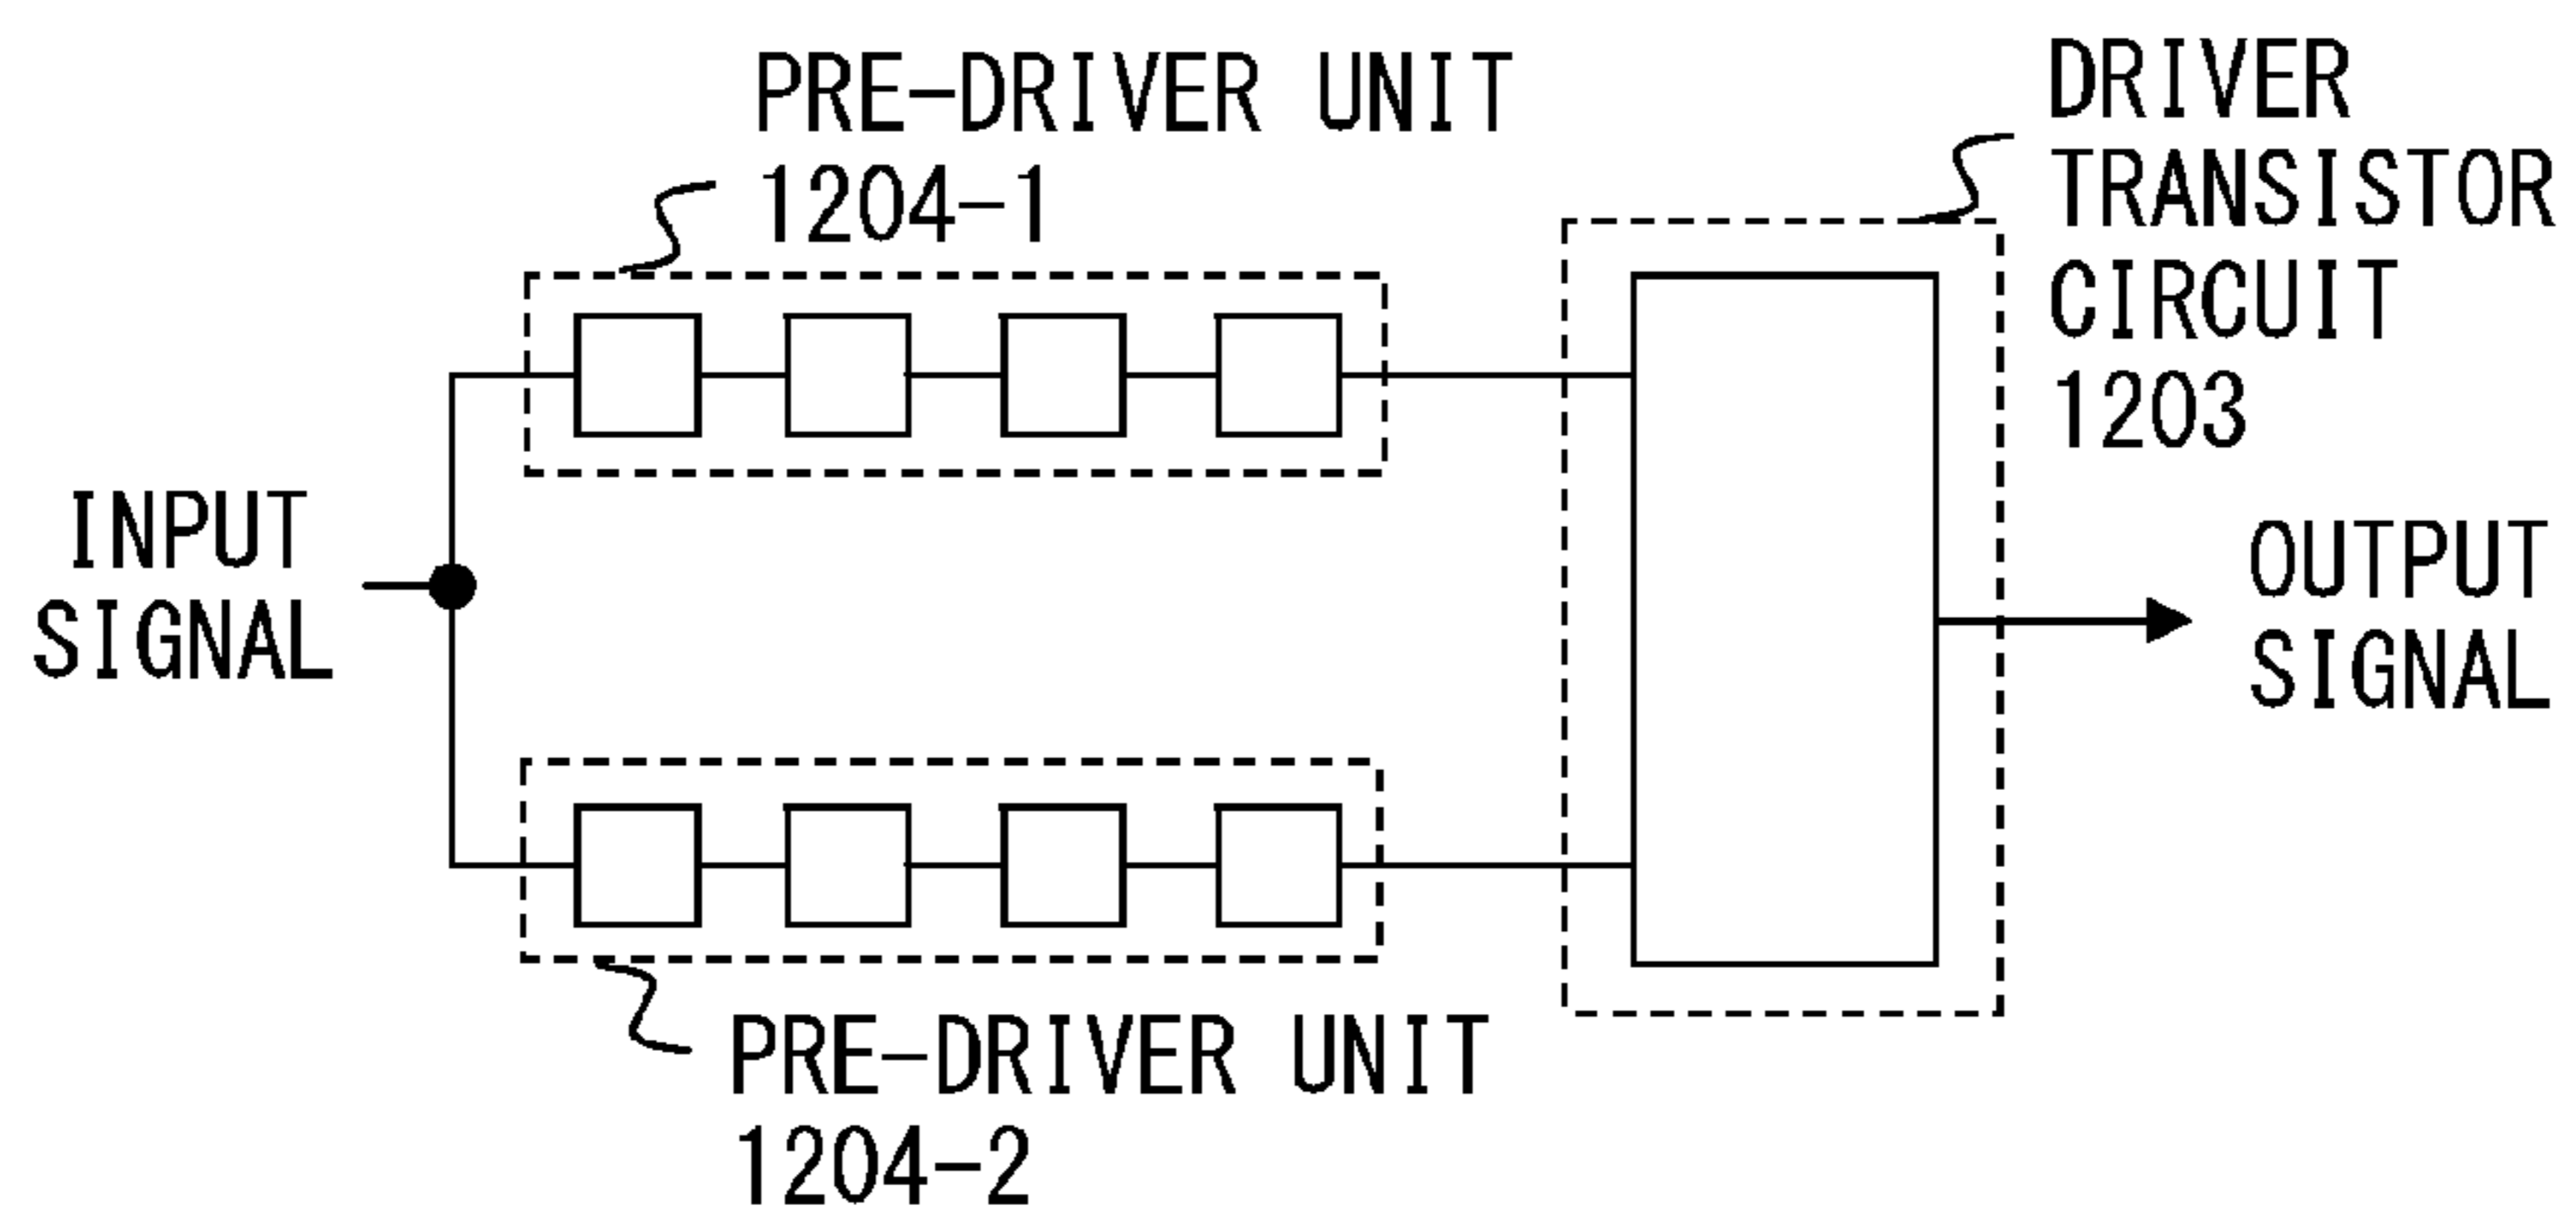 PRE-DRIVER UNIT
1204-1
DRIVER
TRANSISTOR
CIRCUIT
1203
INPUT
SIGNAL
OUTPUT
SIGNAL
PRE-DRIVER UNIT
1204-2